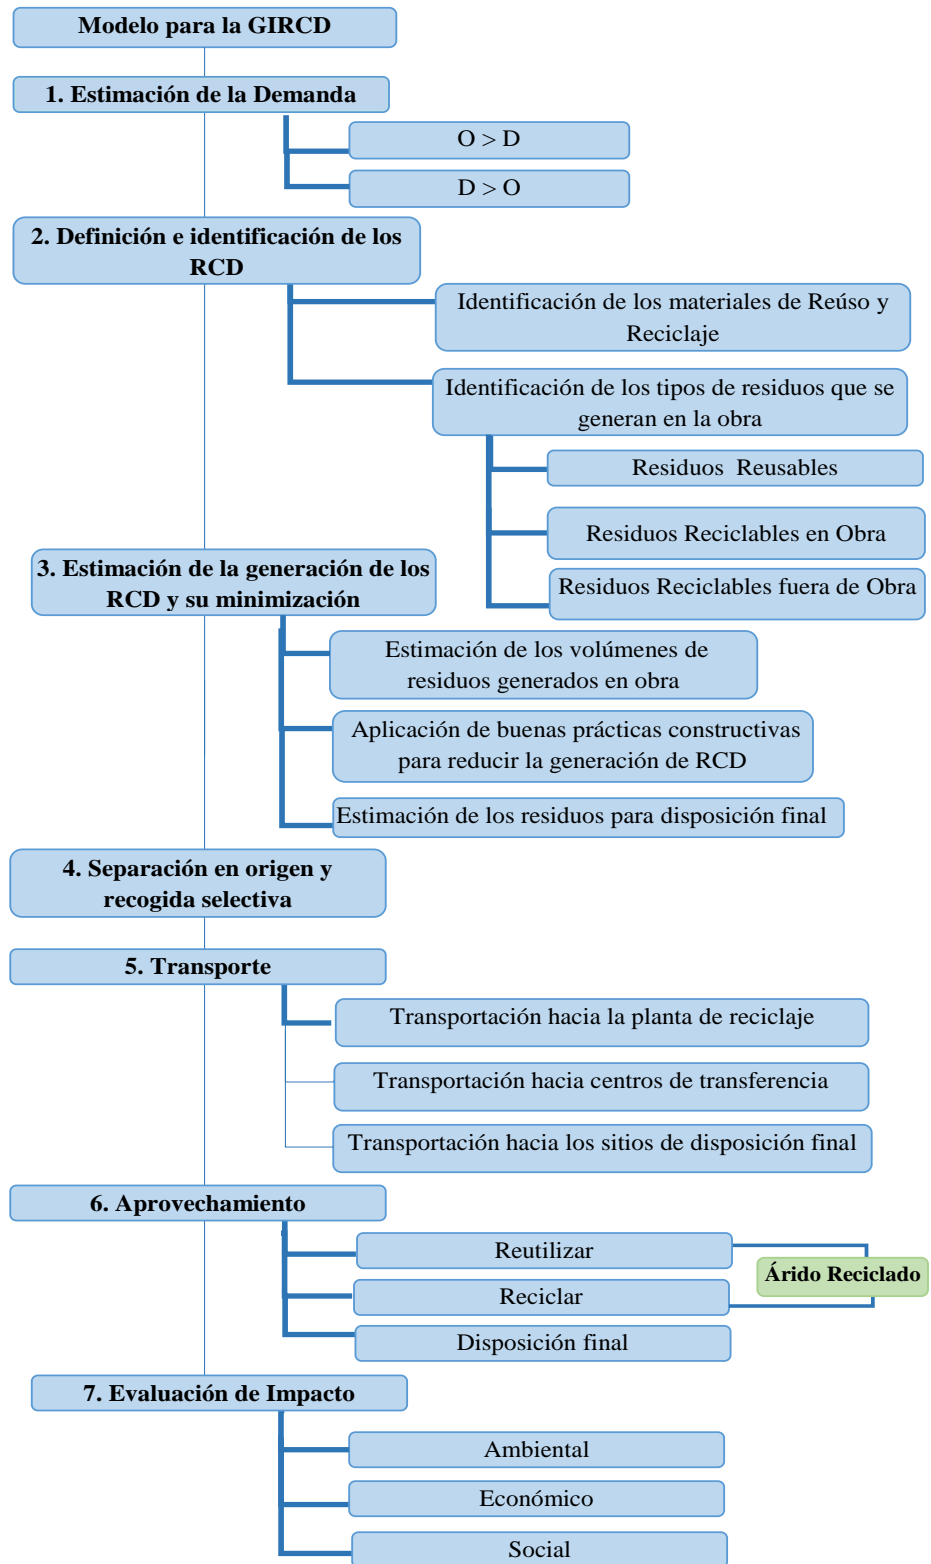 Modelo para la GIRCD
1. Estimación de la Demanda
O > D
D > O
2. Definición e identificación de los
RCD
Identificación de los materiales de Reúso y
Reciclaje
Identificación de los tipos de residuos que se
generan en la obra
Residuos  Reusables
Residuos Reciclables en Obra
Residuos Reciclables fuera de Obra
3. Estimación de la generación de los
RCD y su minimización
Estimación de los volúmenes de
residuos generados en obra
Aplicación de buenas prácticas constructivas
para reducir la generación de RCD
Estimación de los residuos para disposición final
4. Separación en origen y
recogida selectiva
5. Transporte
Transportación hacia la planta de reciclaje
Transportación hacia centros de transferencia
Transportación hacia los sitios de disposición final
6. Aprovechamiento
Reutilizar
Árido Reciclado
Reciclar
Disposición final
7. Evaluación de Impacto
Ambiental
Económico
Social